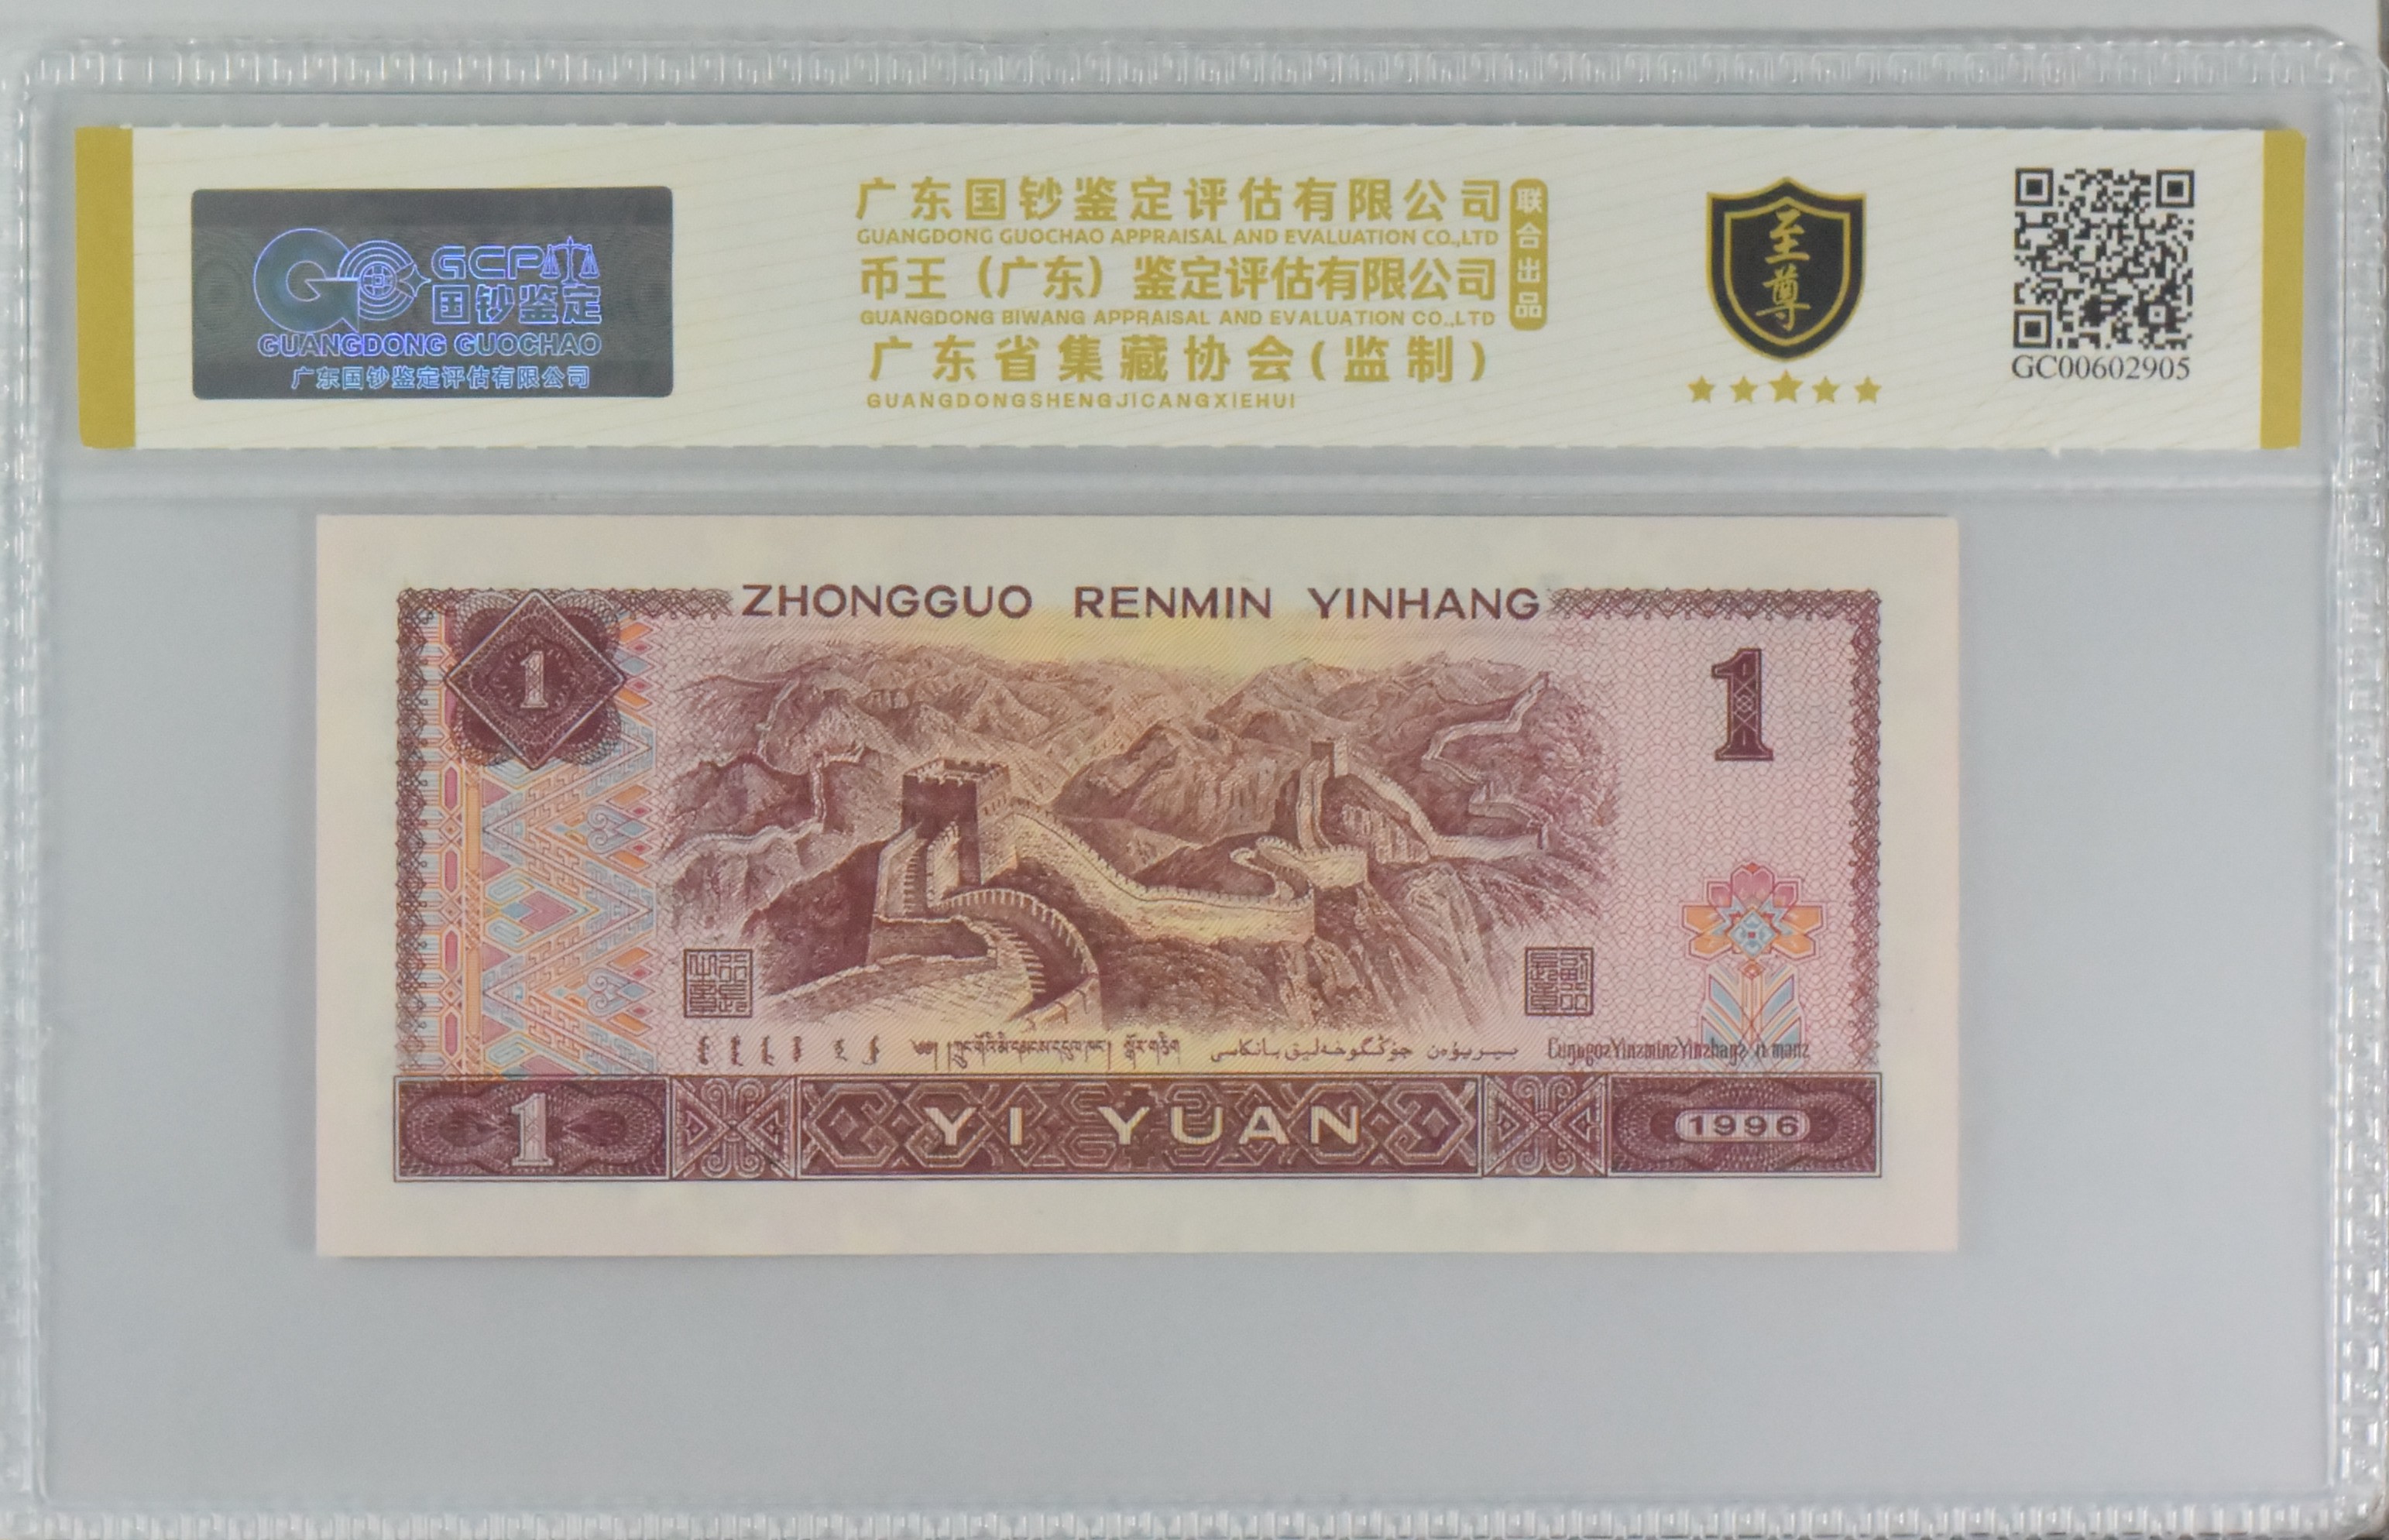 GCP
国钞鉴定
GUANGDONG GUOCHAO
广东国钞鉴定评估有限公司
广东国钞鉴定评估有限公司
GUANGDONG GUOCHAO APPRAISAL AND EVALUATION CO.,LTD
币王（广东）鉴定评估有限公司
GUANGDONG BIWANG APPRAISAL AND EVALUATION CO.,LTD
联合出品
广东省集藏协会(监制)
GUANGDONGSHENGJICANGXIEHUI
至尊
GC00602905
ZHONGGUO RENMIN YINHANG
1
1
1
YI YUAN
1996